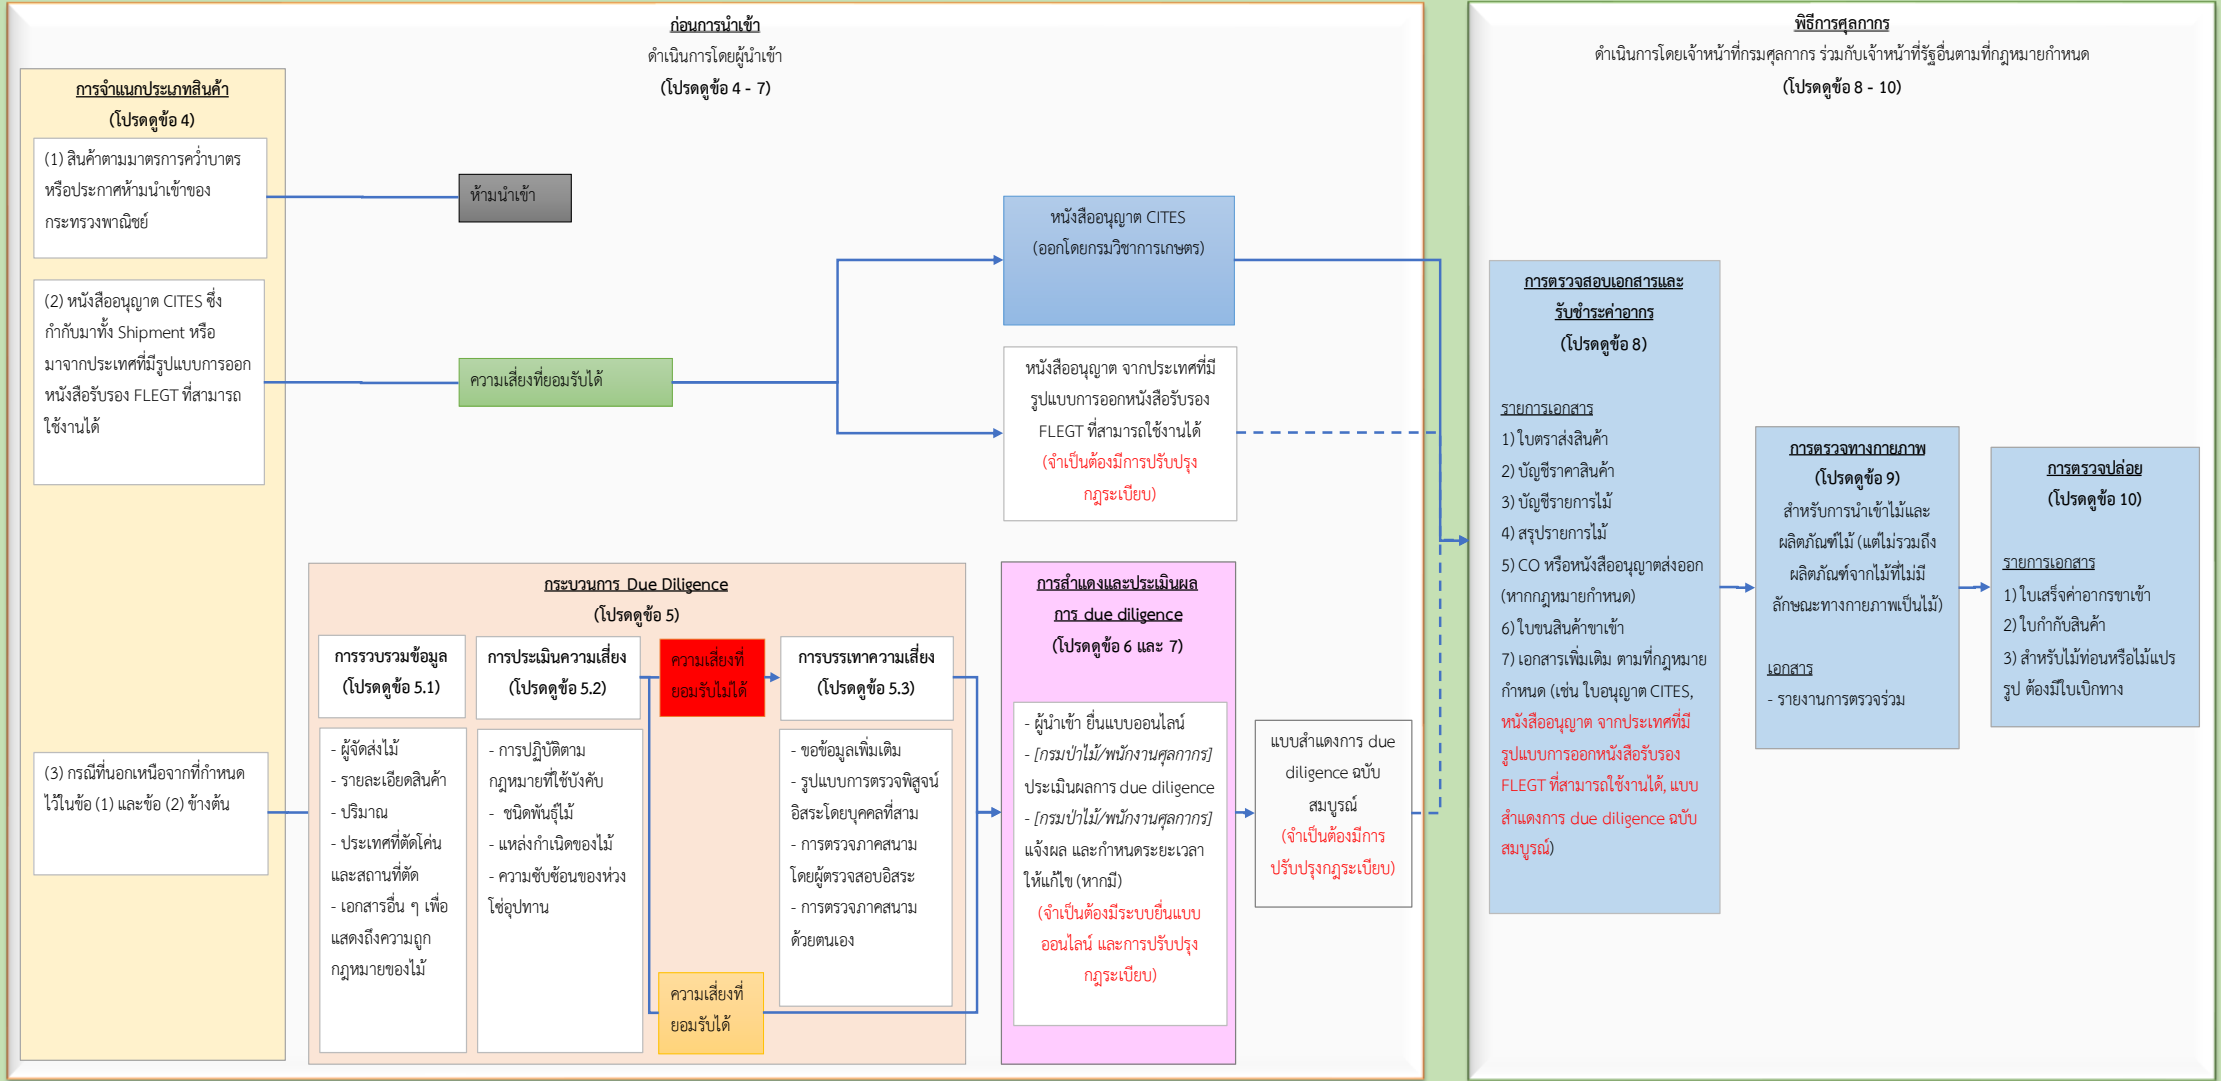 ก่อนการนำเข้า
ดำเนินการโดยผู้นำเข้า
(โปรดดูข้อ 4 - 7)
การจำแนกประเภทสินค้า
(โปรดดูข้อ 4)
(1) สินค้าตามมาตรการคว่ำบาตร
หรือประกาศห้ามนำเข้าของ
กระทรวงพาณิชย์
ห้ามนำเข้า
(2) หนังสืออนุญาต CITES ซึ่ง
กำกับมาทั้ง Shipment หรือ
มาจากประเทศที่มีรูปแบบการออก
หนังสือรับรอง FLEGT ที่สามารถ
ใช้งานได้
ความเสี่ยงที่ยอมรับได้
หนังสืออนุญาต CITES
(ออกโดยกรมวิชาการเกษตร)
หนังสืออนุญาต จากประเทศที่มี
รูปแบบการออกหนังสือรับรอง
FLEGT ที่สามารถใช้งานได้
(จำเป็นต้องมีการปรับปรุง
กฎระเบียบ)
(3) กรณีที่นอกเหนือจากที่กำหนด
ไว้ในข้อ (1) และข้อ (2) ข้างต้น
กระบวนการ Due Diligence
(โปรดดูข้อ 5)
การรวบรวมข้อมูล
(โปรดดูข้อ 5.1)
- ผู้จัดส่งไม้
- รายละเอียดสินค้า
- ปริมาณ
- ประเทศที่ตัดโค่น
และสถานที่ตัด
- เอกสารอื่น ๆ เพื่อ
แสดงถึงความถูก
กฎหมายของไม้
การประเมินความเสี่ยง
(โปรดดูข้อ 5.2)
- การปฏิบัติตาม
กฎหมายที่ใช้บังคับ
- ชนิดพันธุ์ไม้
- แหล่งกำเนิดของไม้
- ความซับซ้อนของห่วง
โซ่อุปทาน
ความเสี่ยงที่
ยอมรับไม่ได้
ความเสี่ยงที่
ยอมรับได้
การบรรเทาความเสี่ยง
(โปรดดูข้อ 5.3)
- ขอข้อมูลเพิ่มเติม
- รูปแบบการตรวจพิสูจน์
อิสระโดยบุคคลที่สาม
- การตรวจภาคสนาม
โดยผู้ตรวจสอบอิสระ
- การตรวจภาคสนาม
ด้วยตนเอง
การสำแดงและประเมินผล
การ due diligence
(โปรดดูข้อ 6 และ 7)
- ผู้นำเข้า ยื่นแบบออนไลน์
- [กรมป่าไม้/พนักงานศุลกากร]
ประเมินผลการ due diligence
- [กรมป่าไม้/พนักงานศุลกากร]
แจ้งผล และกำหนดระยะเวลา
ให้แก้ไข (หากมี)
(จำเป็นต้องมีระบบยื่นแบบ
ออนไลน์ และการปรับปรุง
กฎระเบียบ)
แบบสำแดงการ due
diligence ฉบับ
สมบูรณ์
(จำเป็นต้องมีการ
ปรับปรุงกฎระเบียบ)
พิธีการศุลกากร
ดำเนินการโดยเจ้าหน้าที่กรมศุลกากร ร่วมกับเจ้าหน้าที่รัฐอื่นตามที่กฎหมายกำหนด
(โปรดดูข้อ 8 - 10)
การตรวจสอบเอกสารและ
รับชำระค่าอากร
(โปรดดูข้อ 8)
รายการเอกสาร
1) ใบตราส่งสินค้า
2) บัญชีราคาสินค้า
3) บัญชีรายการไม้
4) สรุปรายการไม้
5) CO หรือหนังสืออนุญาตส่งออก
(หากกฎหมายกำหนด)
6) ใบขนสินค้าขาเข้า
7) เอกสารเพิ่มเติม ตามที่กฎหมาย
กำหนด (เช่น ใบอนุญาต CITES,
หนังสืออนุญาต จากประเทศที่มี
รูปแบบการออกหนังสือรับรอง
FLEGT ที่สามารถใช้งานได้, แบบ
สำแดงการ due diligence ฉบับ
สมบูรณ์)
การตรวจทางกายภาพ
(โปรดดูข้อ 9)
สำหรับการนำเข้าไม้และ
ผลิตภัณฑ์ไม้ (แต่ไม่รวมถึง
ผลิตภัณฑ์จากไม้ที่ไม่มี
ลักษณะทางกายภาพเป็นไม้)
เอกสาร
- รายงานการตรวจร่วม
การตรวจปล่อย
(โปรดดูข้อ 10)
รายการเอกสาร
1) ใบเสร็จค่าอากรขาเข้า
2) ใบกำกับสินค้า
3) สำหรับไม้ท่อนหรือไม้แปร
รูป ต้องมีใบเบิกทาง